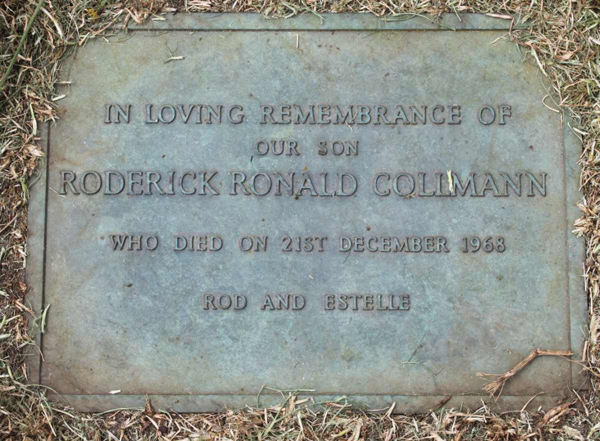 IN LOVING REMEMBRANCE OF
OUR SON
RODERICK RONALD COLLMANN
WHO DIED ON 21ST DECEMBER 1968
ROD AND ESTELLE